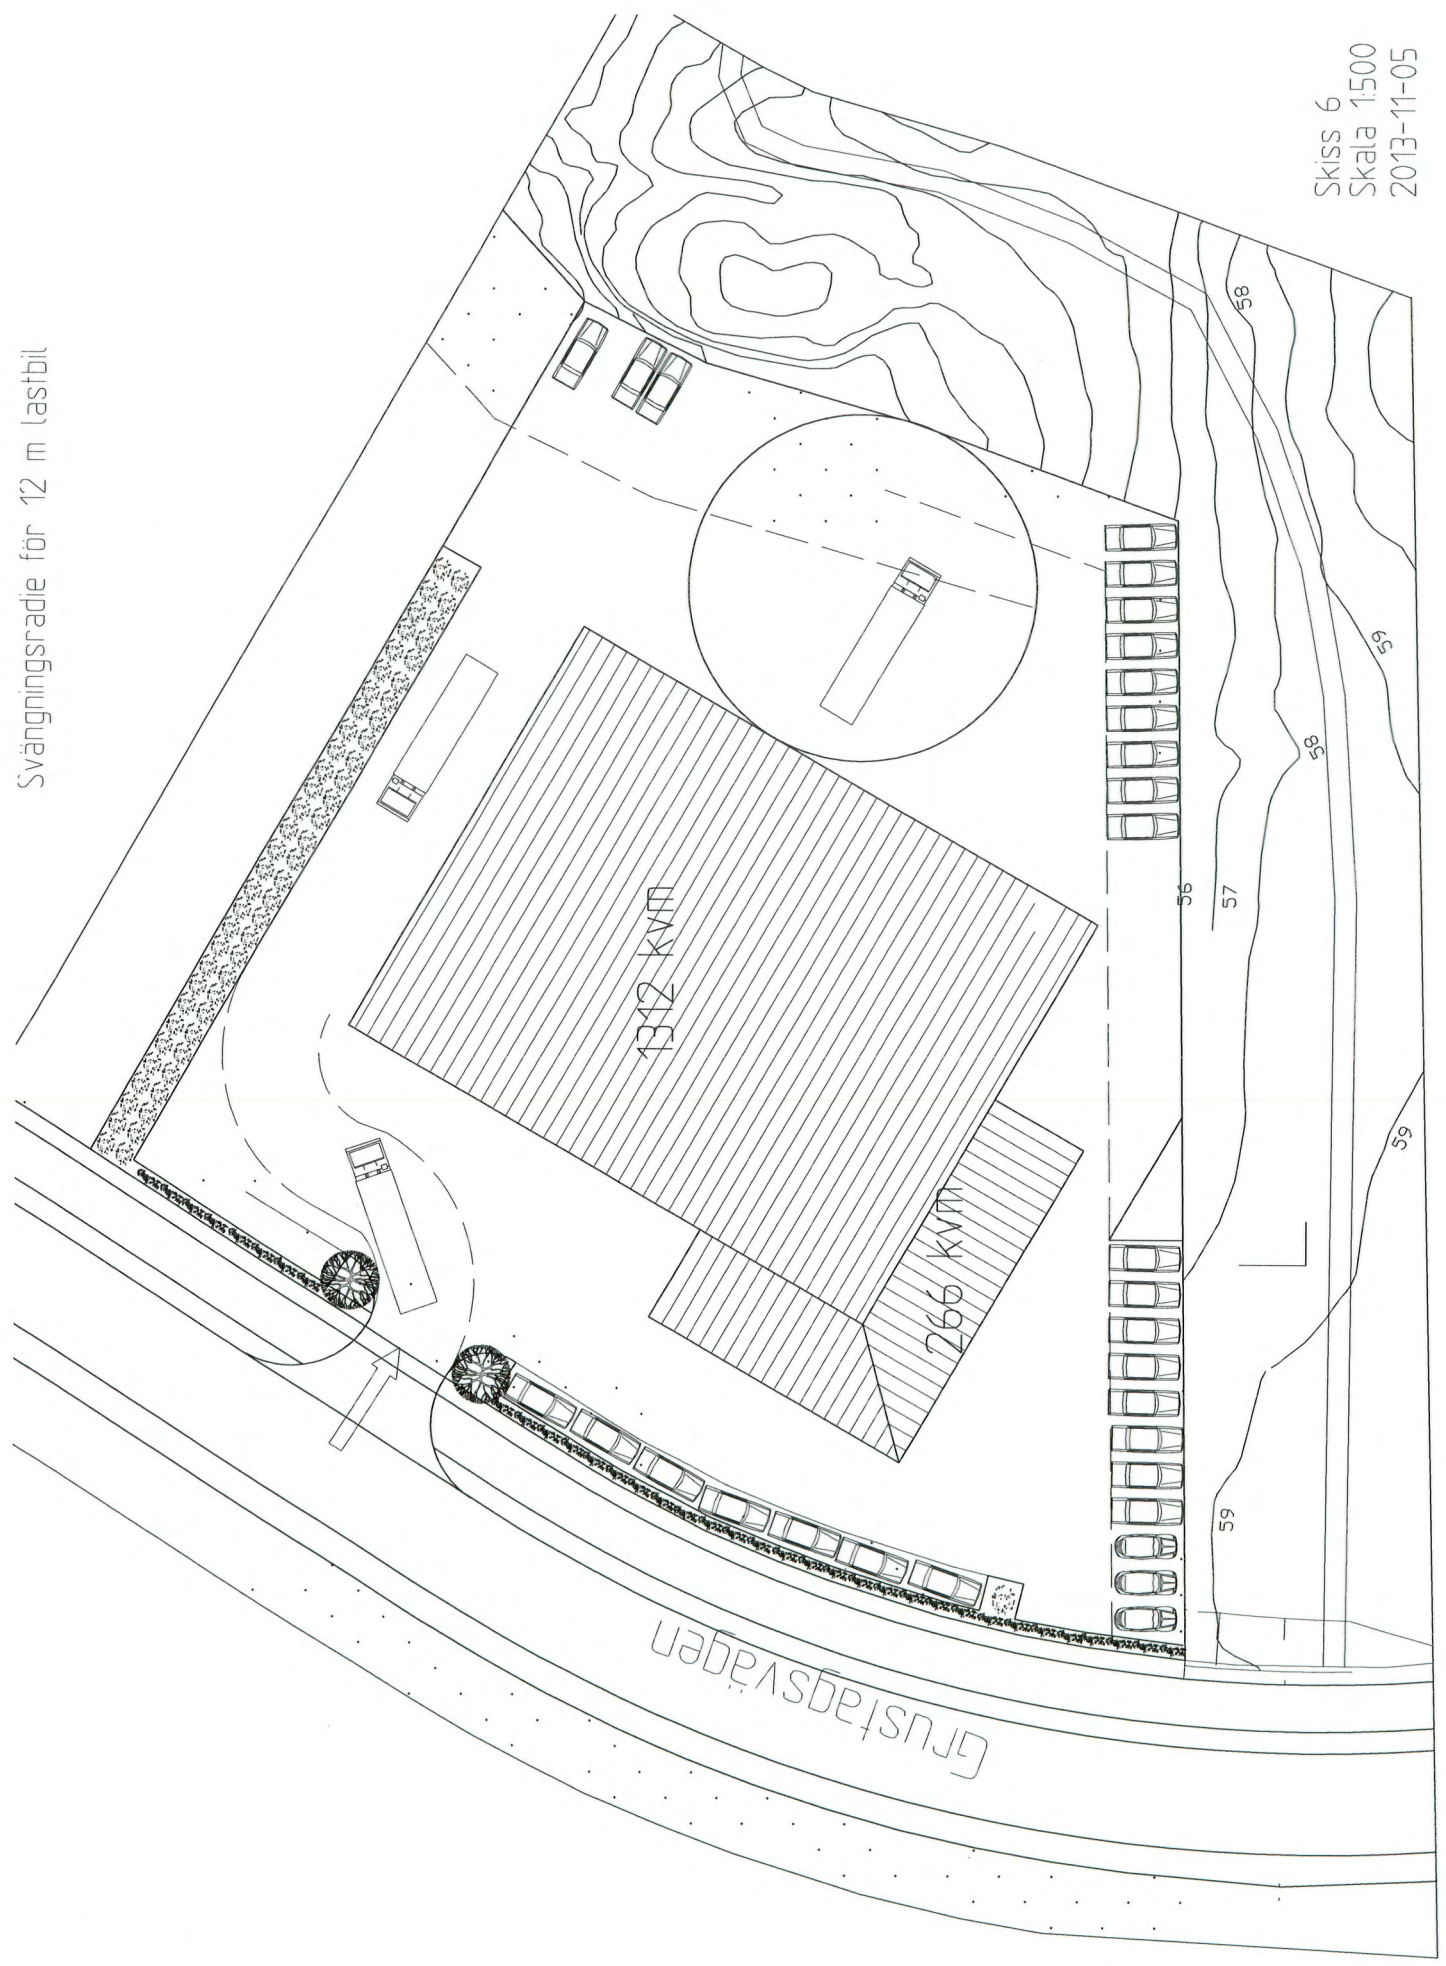 Svängningsradie för 12 m lastbil
Skiss 6
Skala 1:500
2013-11-05
1312 kvm
266 kvm
Grustagsvägen
58
59
58
56
57
59
59